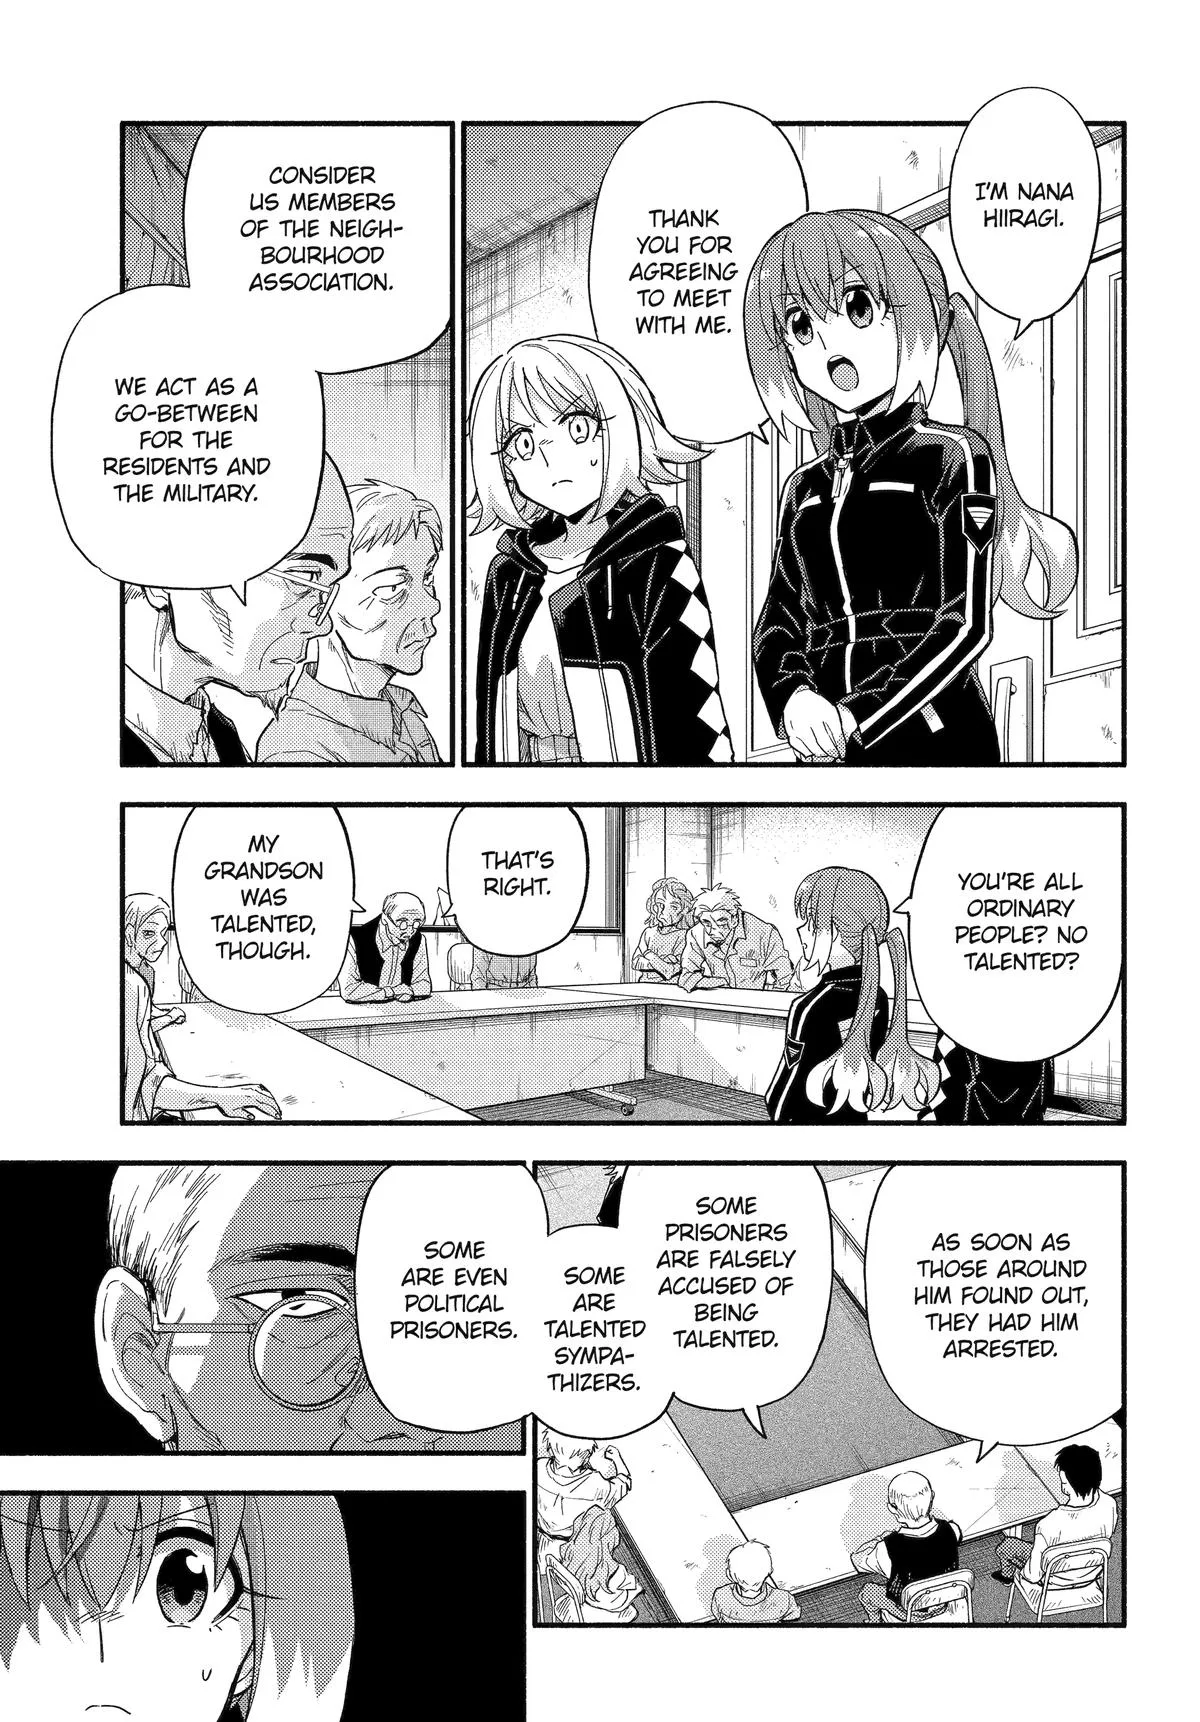 I'M NANA
HIIRAGI.
THANK
YOU FOR
AGREEING
TO MEET
WITH ME.
CONSIDER
US MEMBERS
OF THE NEIGH-
BOURHOOD
ASSOCIATION.
WE ACT AS A
GO-BETWEEN
FOR THE
RESIDENTS AND
THE MILITARY.
YOU'RE ALL
ORDINARY
PEOPLE? NO
TALENTED?
THAT'S
RIGHT.
MY
GRANDSON
WAS
TALENTED,
THOUGH.
AS SOON AS
THOSE AROUND
HIM FOUND OUT,
THEY HAD HIM
ARRESTED.
SOME
PRISONERS
ARE FALSELY
ACCUSED OF
BEING
TALENTED.
SOME
ARE
TALENTED
SYMPA-
THIZERS.
SOME
ARE EVEN
POLITICAL
PRISONERS.